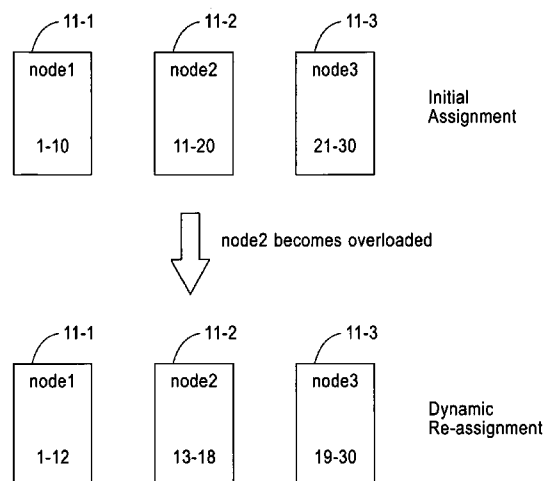 11-1 11-2 11-3
node1 node2 node3
Initial
Assignment
1-10 11-20 21-30
node2 becomes overloaded
11-1 11-2 11-3
node1 node2 node3
Dynamic
Re-assignment
1-12 13-18 19-30